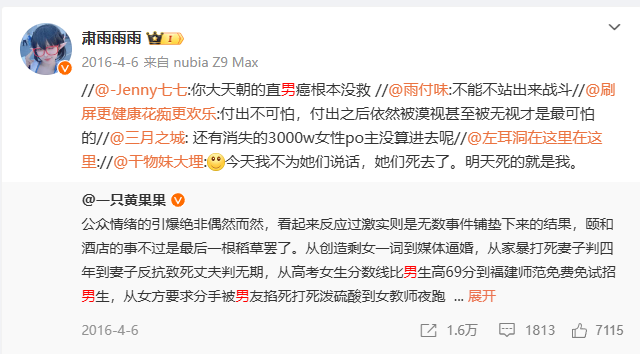 肃雨雨雨
2016-4-6 来自 nubia Z9 Max
//@-Jenny七七:你大天朝的直男癌根本没救 //@雨付味:不能不站出来战斗//@刷
屏更健康花痴更欢乐:付出不可怕，付出之后依然被漠视甚至被无视才是最可怕
的//@三月之城: 还有消失的3000w女性po主没算进去呢//@左耳洞在这里在这
里://@干物妹大埋:今天我不为她们说话，她们死去了。明天死的就是我。
@一只黄果果
公众情绪的引爆绝非偶然而然，看起来反应过激实则是无数事件铺垫下来的结果，颐和
酒店的事不过是最后一根稻草罢了。从创造剩女一词到媒体逼婚，从家暴打死妻子判四
年到妻子反抗致死丈夫判无期，从高考女生分数线比男生高69分到福建师范免费免试招
男生，从女方要求分手被男友掐死打死泼硫酸到女教师夜跑 ... 展开
2016-4-6
1.6万 1813 7115